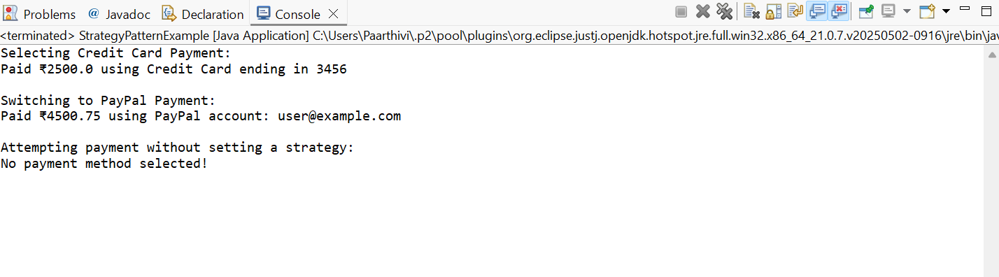 Problems @ Javadoc Declaration Console
<terminated> StrategyPatternExample [Java Application] C:\Users\Paarthivi\.p2\pool\plugins\org.eclipse.justj.openjdk.hotspot.jre.full.win32.x86_64_21.0.7.v20250502-0916\jre\bin\jav
Selecting Credit Card Payment:
Paid ₹2500.0 using Credit Card ending in 3456
Switching to PayPal Payment:
Paid ₹4500.75 using PayPal account: user@example.com
Attempting payment without setting a strategy:
No payment method selected!